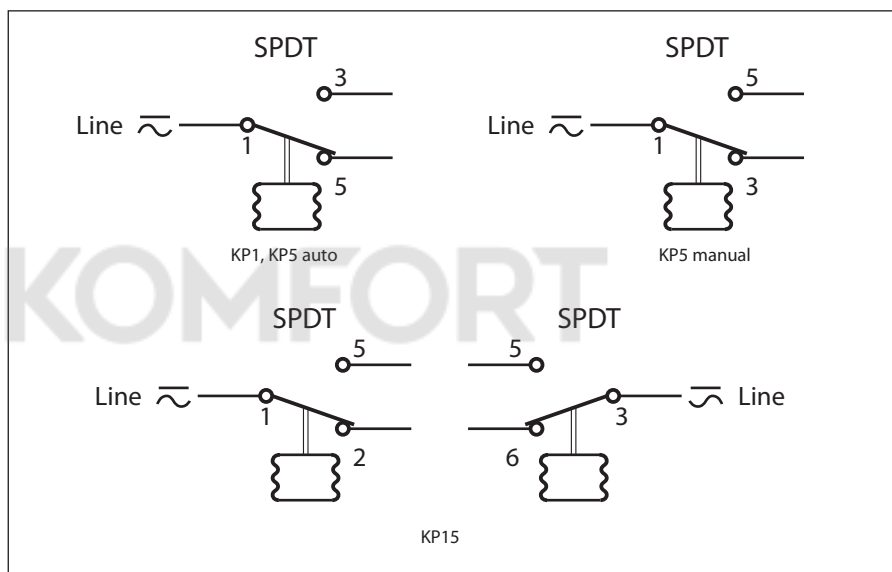 SPDT
SPDT
3
5
Line
Line
1
1
5
3
KP1, KP5 auto
KP5 manual
KOMFORT
SPDT
SPDT
5
5
Line
Line
1
3
2
6
KP15